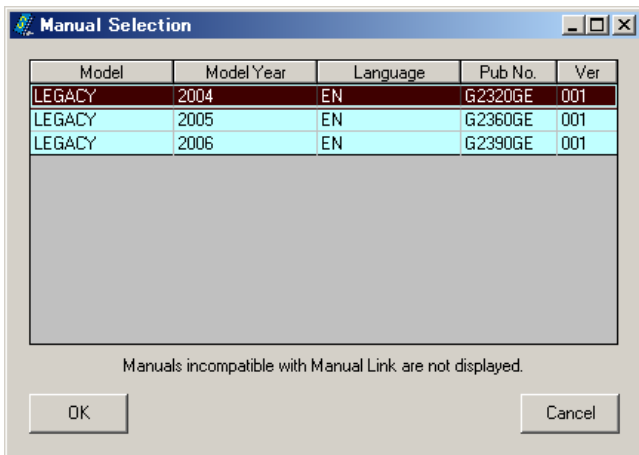 Manual Selection
Model Model Year Language Pub No. Ver
LEGACY 2004 EN G2320GE 001
LEGACY 2005 EN G2360GE 001
LEGACY 2006 EN G2390GE 001
Manuals incompatible with Manual Link are not displayed.
OK Cancel